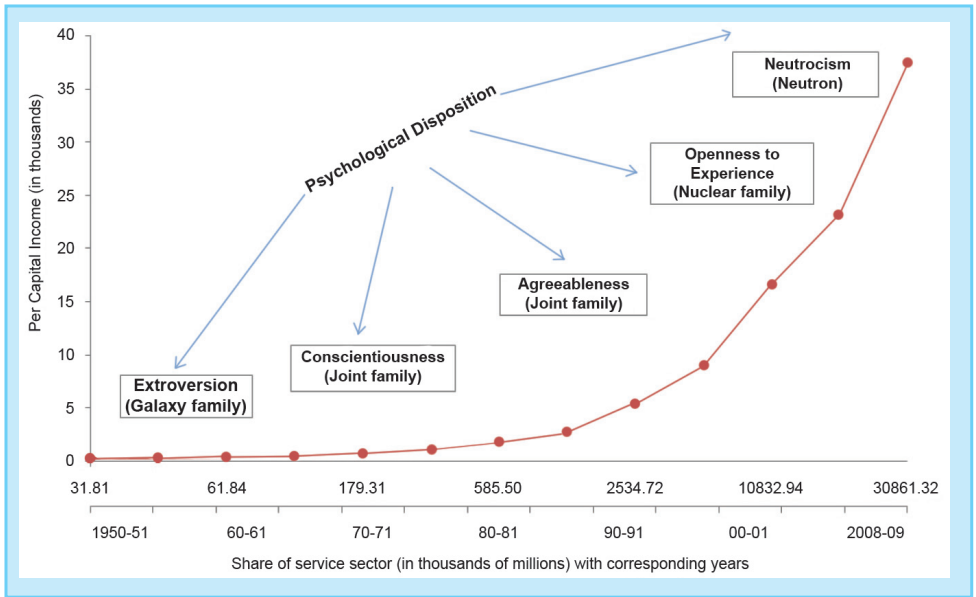 40
35
30
25
20
15
10
5
0
Per Capital Income (in thousands)
Psychological Disposition
Neutrocism
(Neutron)
Openness to
Experience
(Nuclear family)
Agreeableness
(Joint family)
Conscientiousness
(Joint family)
Extroversion
(Galaxy family)
31.81 61.84 179.31 585.50 2534.72 10832.94 30861.32
1950-51 60-61 70-71 80-81 90-91 00-01 2008-09
Share of service sector (in thousands of millions) with corresponding years